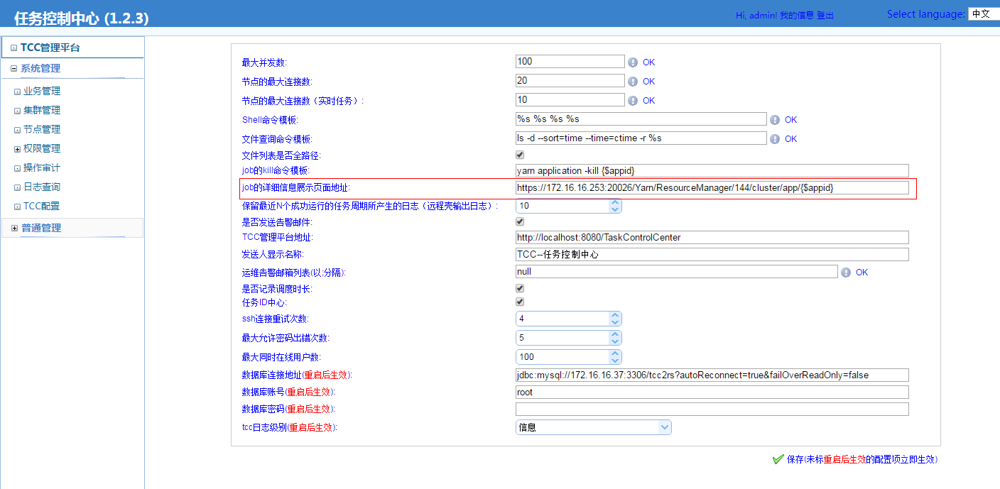 任务控制中心 (1.2.3)
Hi, admin! 我的信息 登出
Select language: 中文
TCC管理平台
系统管理
业务管理
集群管理
节点管理
权限管理
操作审计
日志查询
TCC配置
普通管理
最大并发数: 100 OK
节点的最大连接数: 20 OK
节点的最大连接数（实时任务）: 10 OK
Shell命令模板: %s %s %s %s OK
文件查询命令模板: ls -d --sort=time --time=ctime -r %s OK
文件列表是否全路径:
job的kill命令模板: yarn application -kill {$appid}
job的详细信息展示页面地址: https://172.16.16.253:20026/Yarn/ResourceManager/144/cluster/app/{$appid}
保留最近N个成功运行的任务周期所产生的日志（远程壳输出日志）: 10
是否发送告警邮件:
TCC管理平台地址: http://localhost:8080/TaskControlCenter
发送人显示名称: TCC--任务控制中心
运维告警邮箱列表(以;分隔): null OK
是否记录调度时长:
任务ID中心:
ssh连接重试次数: 4
最大允许密码出错次数: 5
最大同时在线用户数: 100
数据库连接地址(重启后生效): jdbc:mysql://172.16.16.37:3306/tcc2rs?autoReconnect=true&failOverReadOnly=false
数据库账号(重启后生效): root
数据库密码(重启后生效):
tcc日志级别(重启后生效): 信息
保存(未标重启后生效的配置项立即生效)